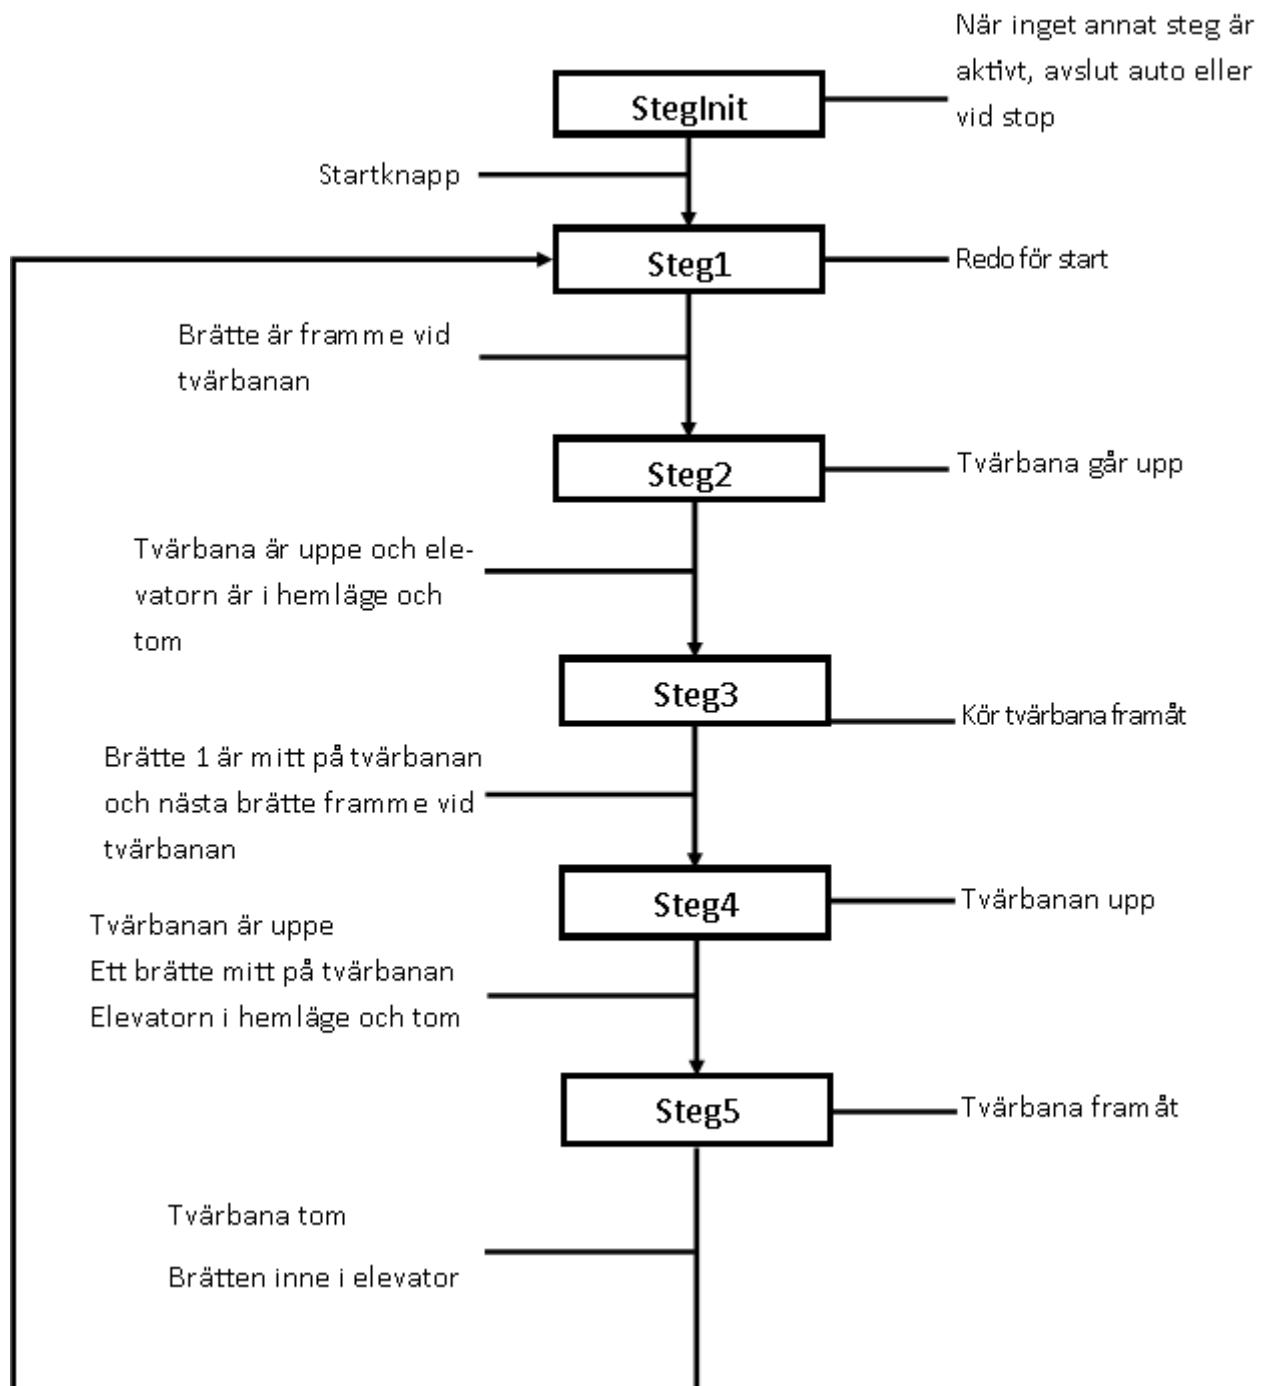 När inget annat steg är
aktivt, avslut auto eller
vid stop
StegInit
Startknapp
Steg1
Redo för start
Brätte är framme vid
tvärbanan
Steg2
Tvärbana går upp
Tvärbana är uppe och ele-
vatorn är i hemläge och
tom
Steg3
Kör tvärbana framåt
Brätte 1 är mitt på tvärbanan
och nästa brätte framme vid
tvärbanan
Steg4
Tvärbanan upp
Tvärbanan är uppe
Ett brätte mitt på tvärbanan
Elevatorn i hemläge och tom
Steg5
Tvärbana framåt
Tvärbana tom
Brätten inne i elevator